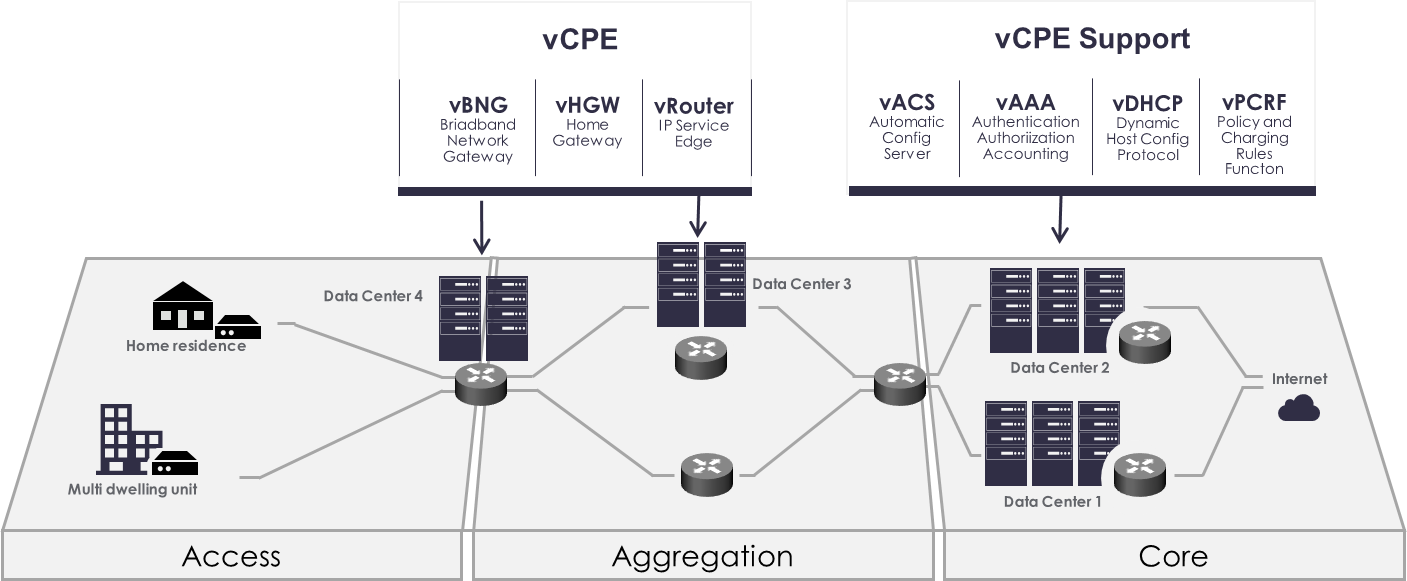 vCPE
vBNG
Briadband
Network
Gateway
vHGW
Home
Gateway
vRouter
IP Service
Edge
vCPE Support
vACS
Automatic
Config
Server
vAAA
Authentication
Authoriization
Accounting
vDHCP
Dynamic
Host Config
Protocol
vPCRF
Policy and
Charging
Rules
Functon
Home residence
Multi dwelling unit
Data Center 4
Data Center 3
Data Center 2
Data Center 1
Internet
Access
Aggregation
Core